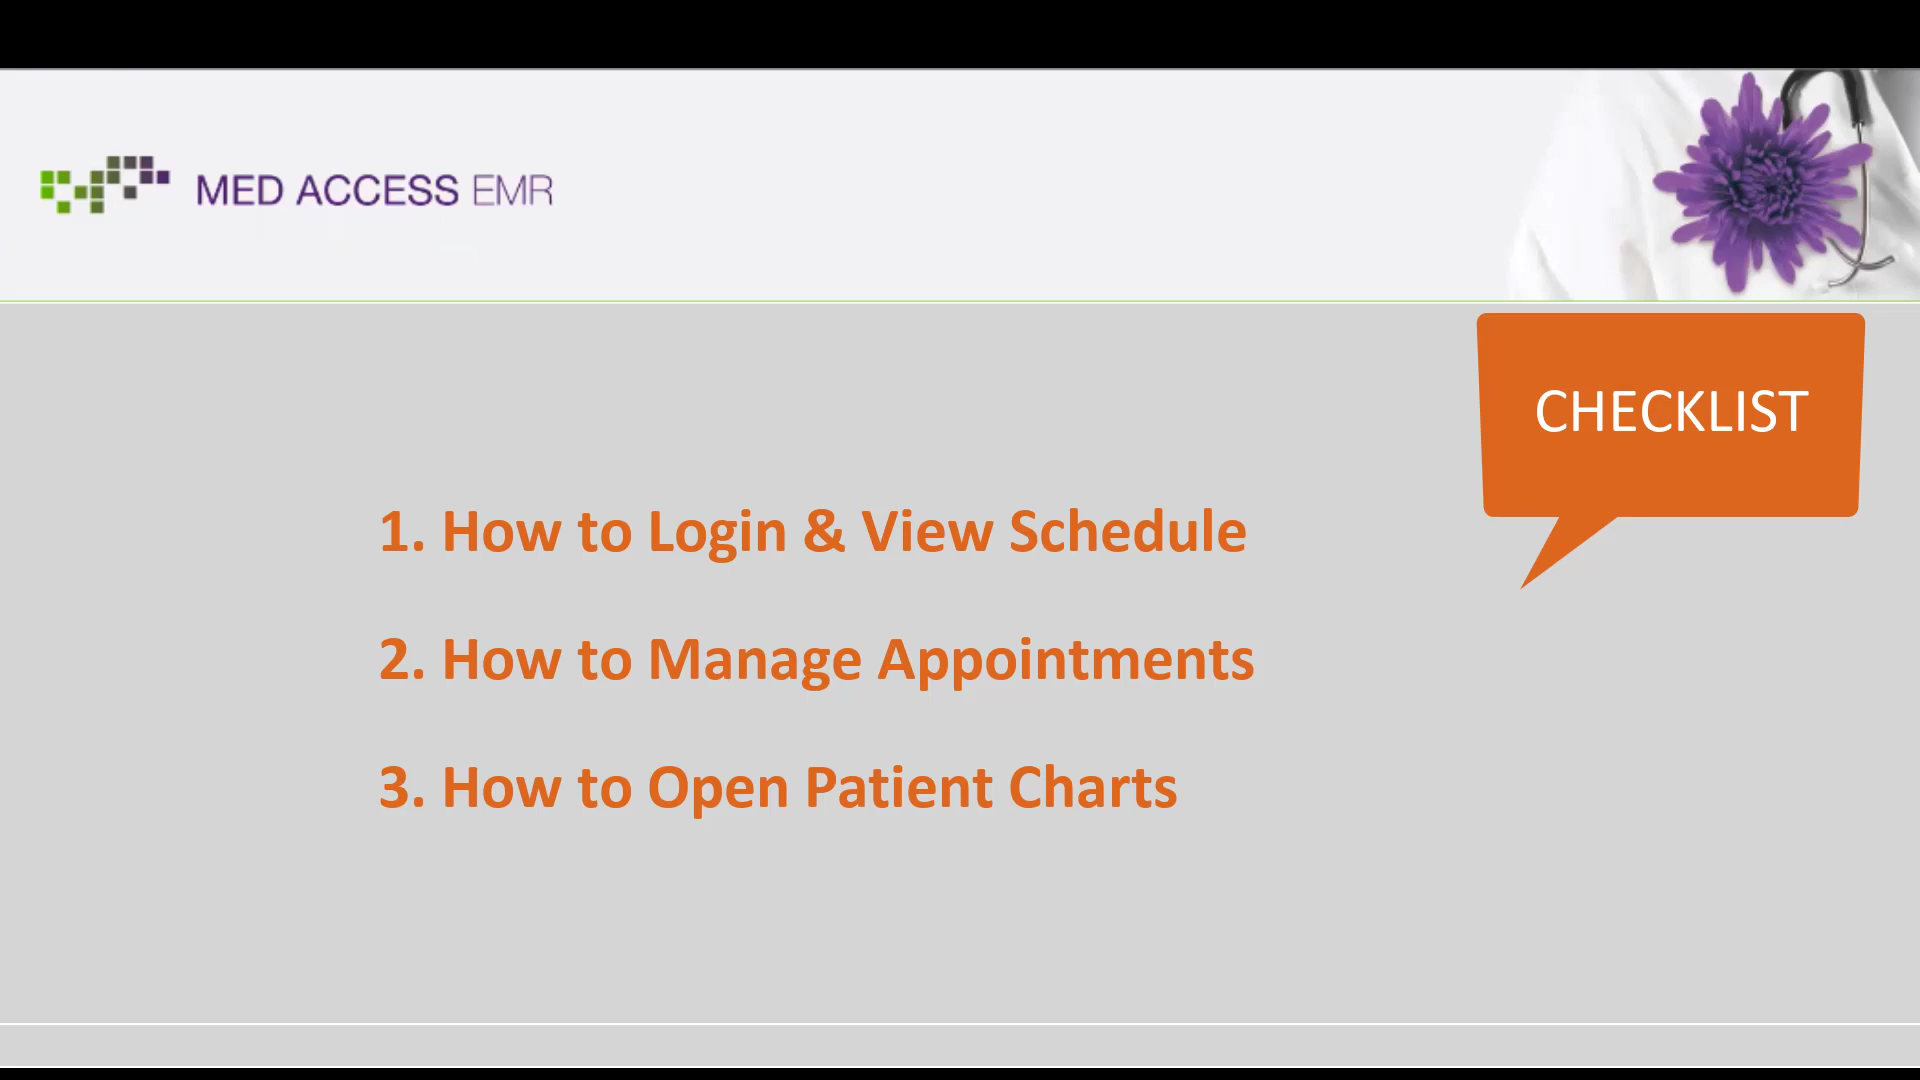 MED ACCESS EMR
CHECKLIST
1. How to Login & View Schedule
2. How to Manage Appointments
3. How to Open Patient Charts